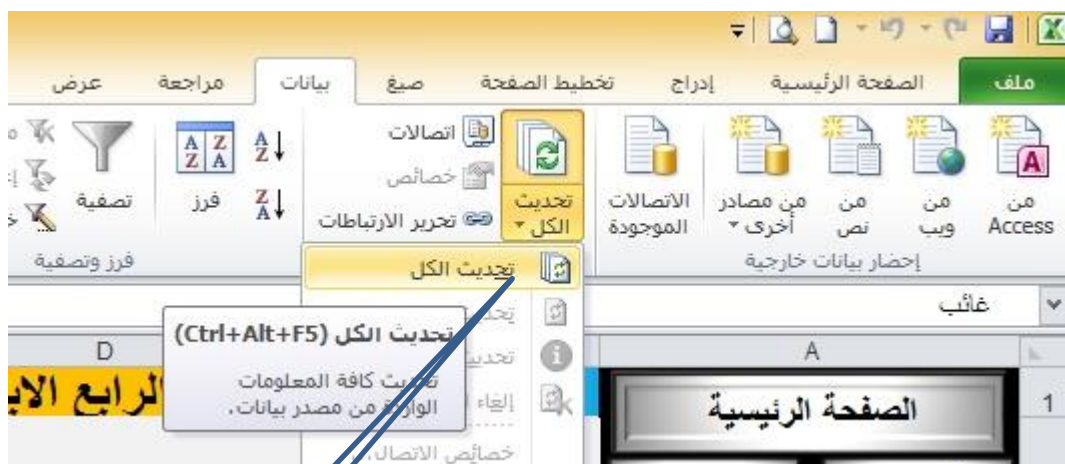 ملف
الصفحة الرئيسية
إدراج
تخطيط الصفحة
صيغ
بيانات
مراجعة
عرض
من
Access
من
ويب
من
نص
من مصادر
أخرى
الاتصالات
الموجودة
إحضار بيانات خارجية
تحديث
الكل
اتصالات
خصائص
تحرير الارتباطات
فرز
تصفية
فرز وتصفية
تحديث الكل
تحديث الكل (Ctrl+Alt+F5)
تحديث كافة المعلومات
الواردة من مصدر بيانات.
إلغاء
خصائص الاتصال...
غائب
A
D
1
الصفحة الرئيسية
الرابع